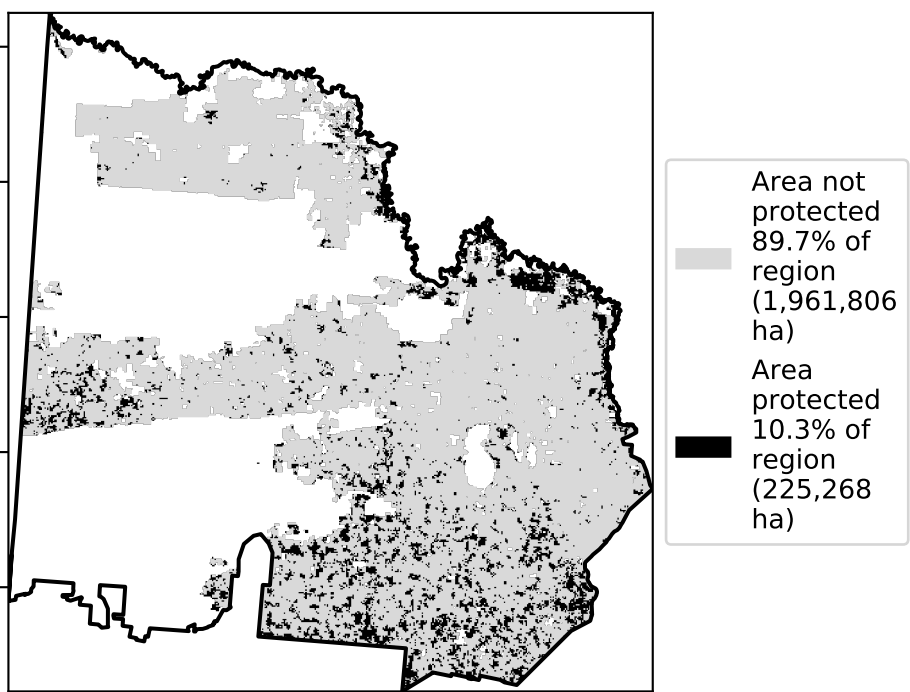 Area not
protected
89.7% of
region
(1,961,806
ha)
Area
protected
10.3% of
region
(225,268
ha)